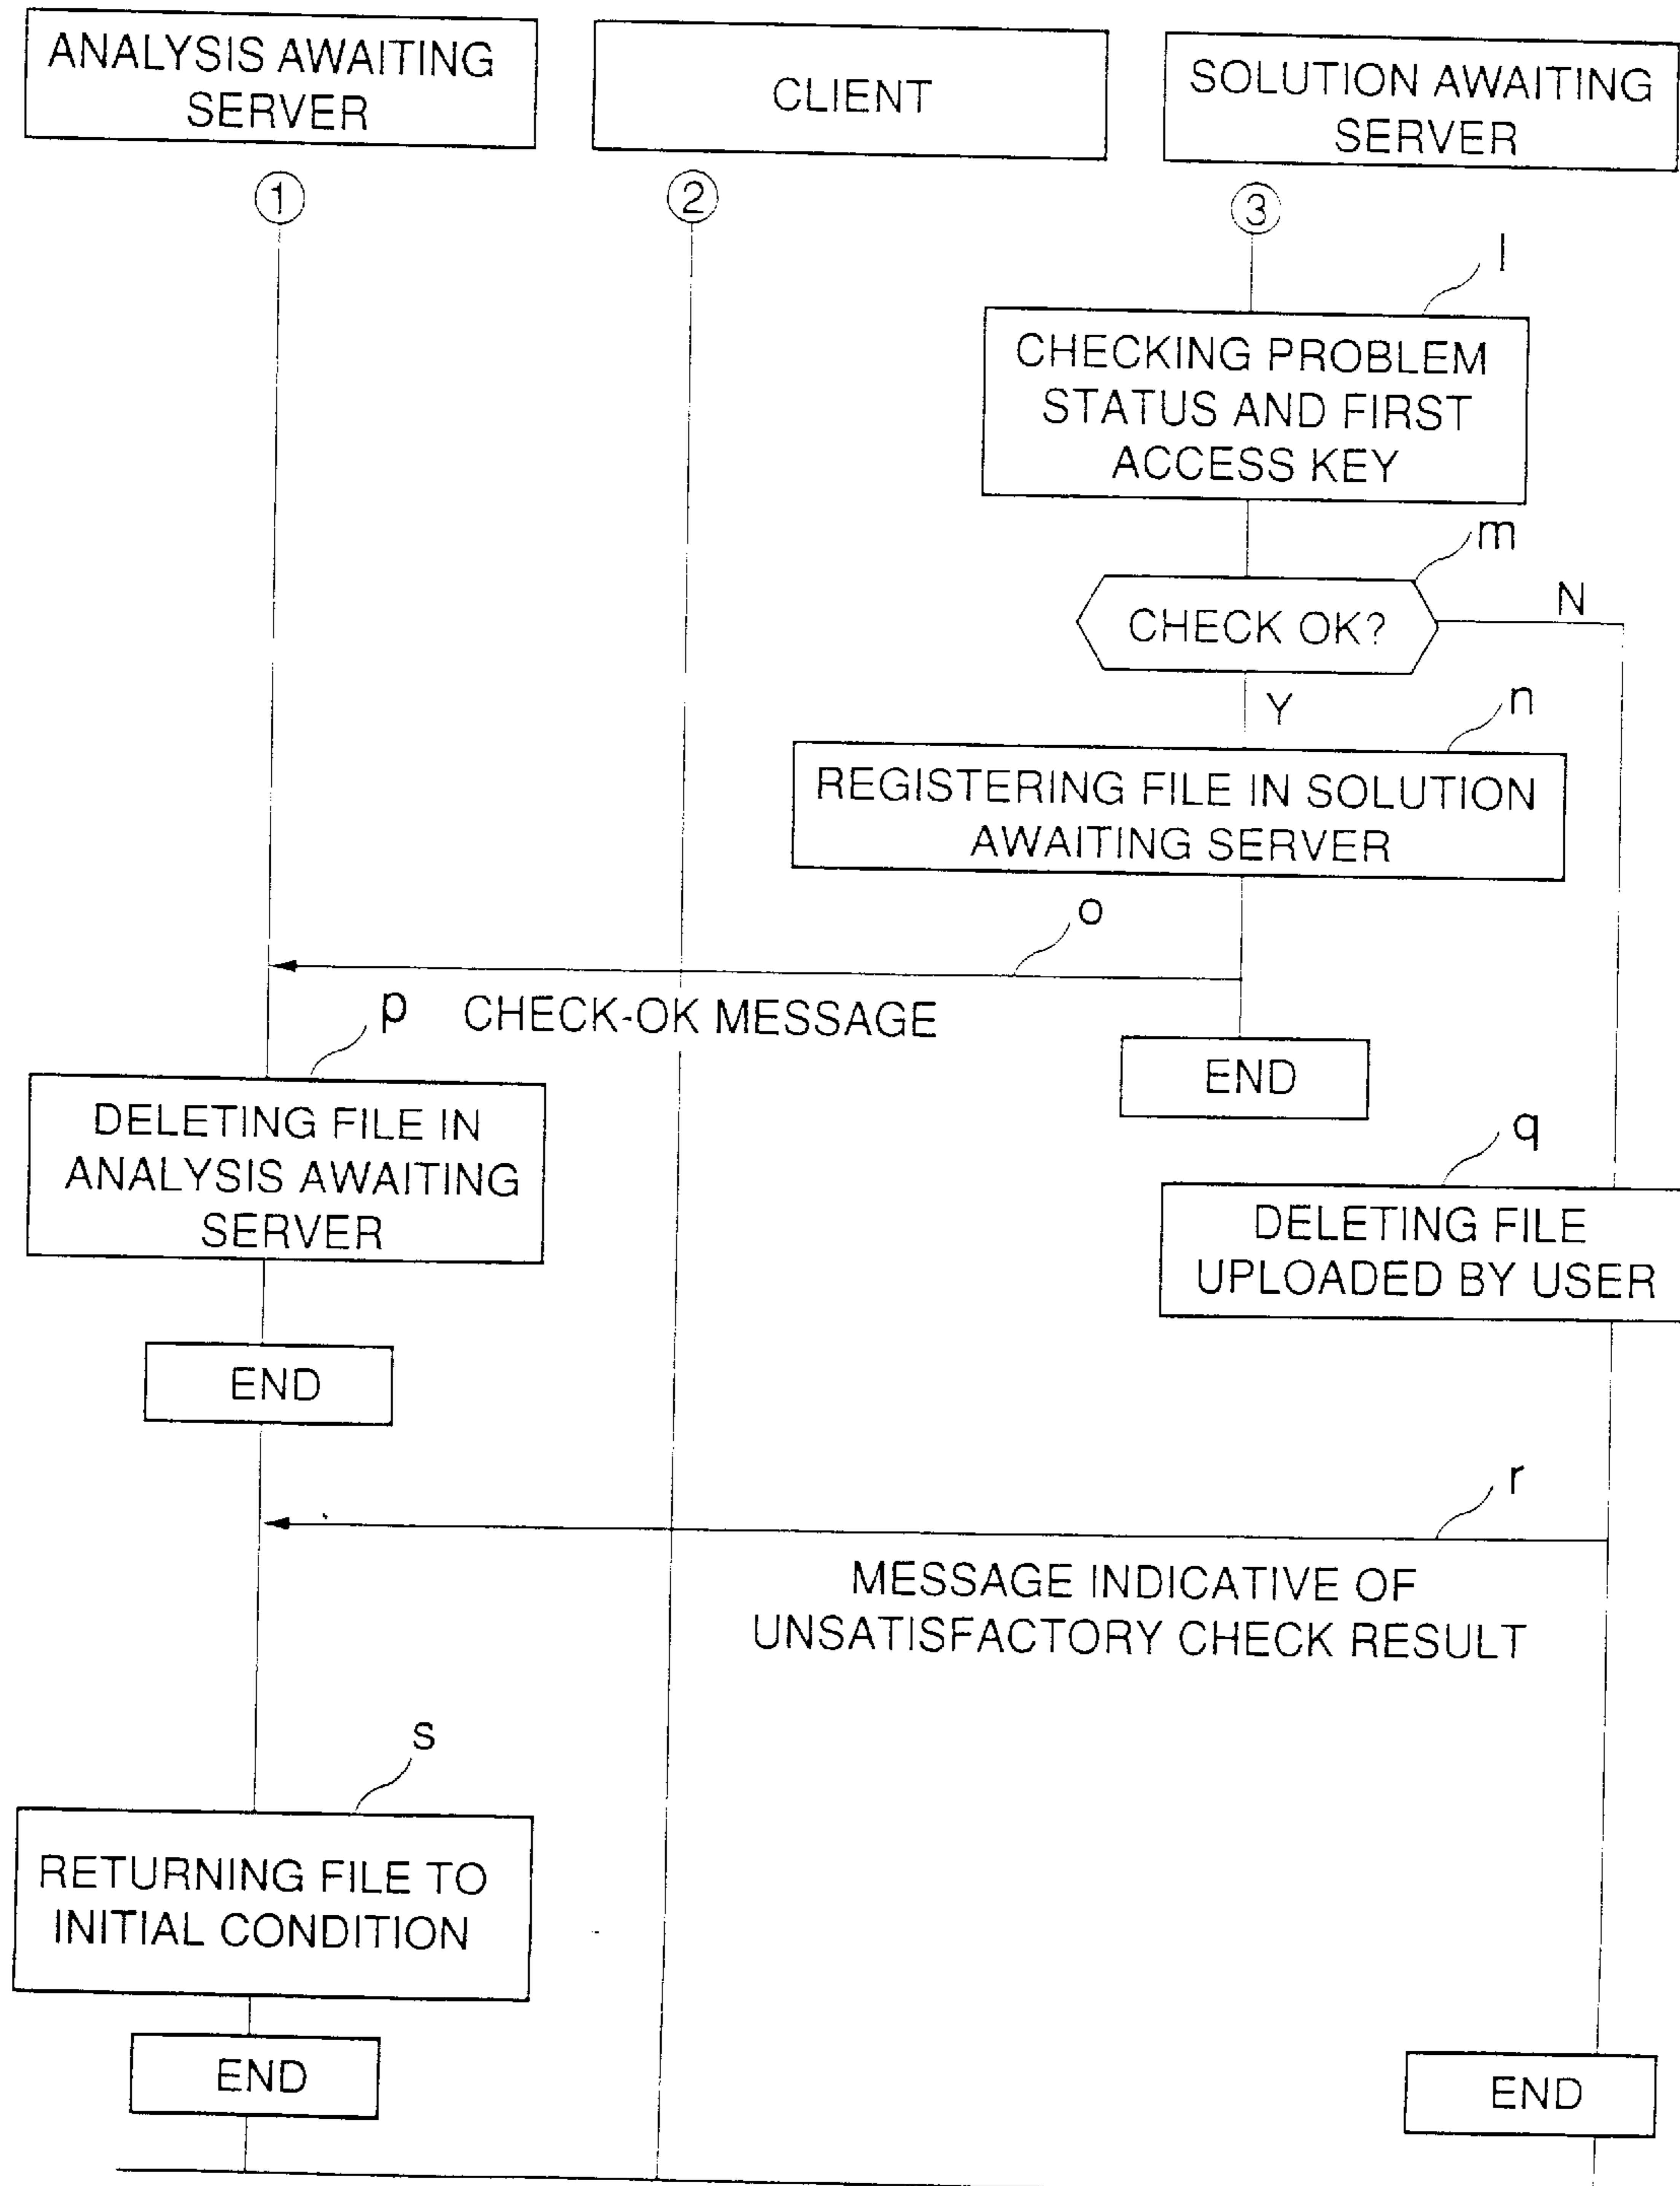 ANALYSIS AWAITING
SERVER
CLIENT
SOLUTION AWAITING
SERVER
1
2
3
l
CHECKING PROBLEM
STATUS AND FIRST
ACCESS KEY
m
CHECK OK?
N
Y
n
REGISTERING FILE IN SOLUTION
AWAITING SERVER
o
CHECK-OK MESSAGE
p
END
DELETING FILE IN
ANALYSIS AWAITING
SERVER
q
DELETING FILE
UPLOADED BY USER
END
r
MESSAGE INDICATIVE OF
UNSATISFACTORY CHECK RESULT
s
RETURNING FILE TO
INITIAL CONDITION
END
END